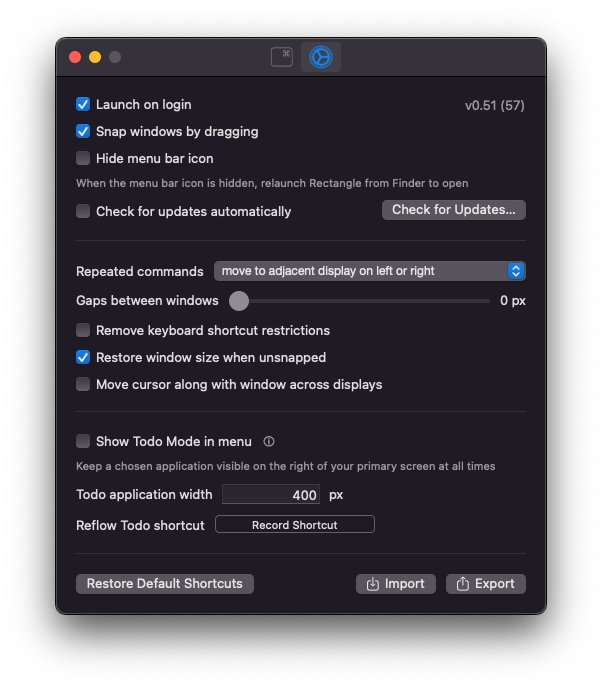 ⌘
Launch on login
v0.51 (57)
Snap windows by dragging
Hide menu bar icon
When the menu bar icon is hidden, relaunch Rectangle from Finder to open
Check for updates automatically
Check for Updates...
Repeated commands
move to adjacent display on left or right
Gaps between windows
0 px
Remove keyboard shortcut restrictions
Restore window size when unsnapped
Move cursor along with window across displays
Show Todo Mode in menu
Keep a chosen application visible on the right of your primary screen at all times
Todo application width
400
px
Reflow Todo shortcut
Record Shortcut
Restore Default Shortcuts
Import
Export